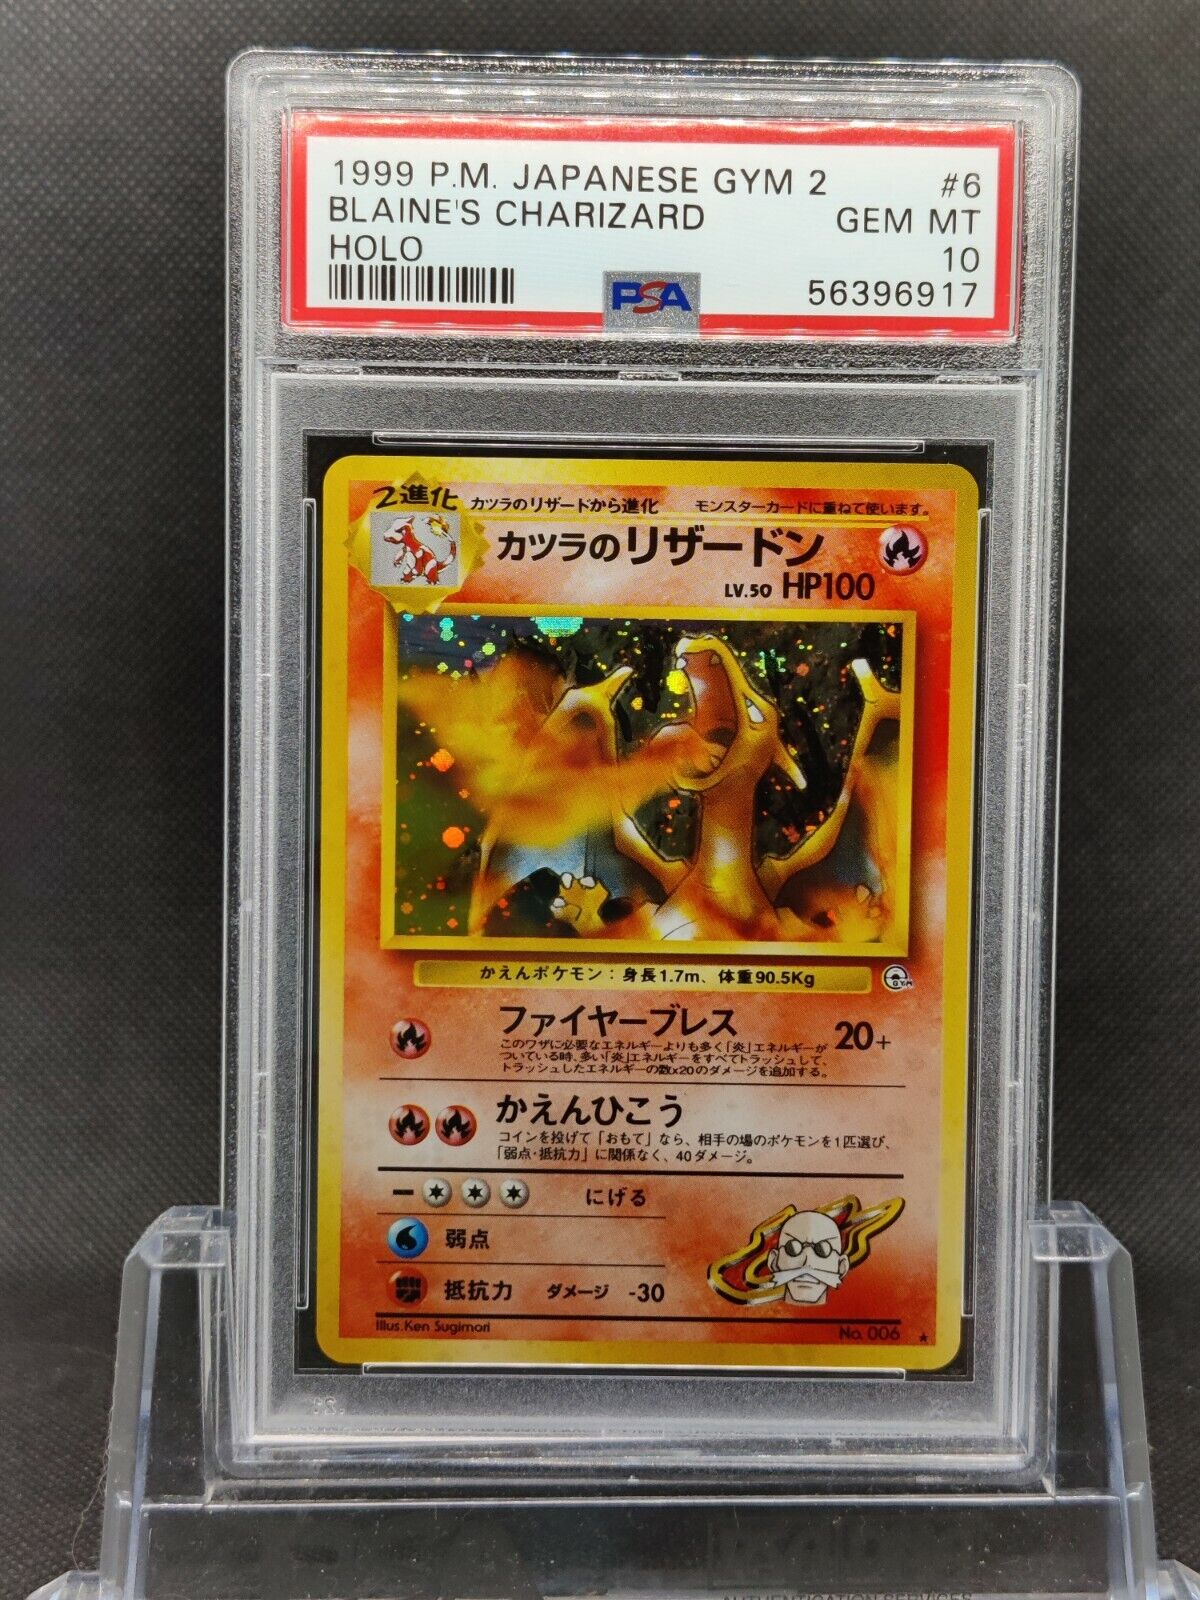 1999 P.M. JAPANESE GYM 2 #6
BLAINE'S CHARIZARD GEM MT
HOLO 10
PSA 56396917
2進化 カツラのリザードから進化 モンスターカードに重ねて使います。
カツラのリザードン
LV.50 HP100
かえんポケモン：身長1.7m、体重90.5Kg
GYM
ファイヤーブレス 20+
このワザに必要なエネルギーよりも多く「炎」エネルギーが
ついている時、多い「炎」エネルギーをすべてトラッシュして、
トラッシュしたエネルギーの数×20のダメージを追加する。
かえんひこう
コインを投げて「おもて」なら、相手の場のポケモンを1匹選び、
「弱点・抵抗力」に関係なく、40ダメージ。
にげる
弱点
抵抗力 ダメージ -30
Illus.Ken Sugimori
No. 006 ★
AUTHENTICATION SERVICES